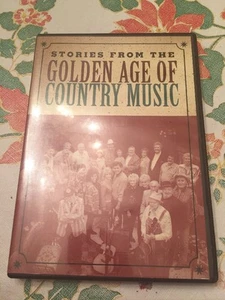 STORIES FROM THE
GOLDEN AGE OF
COUNTRY MUSIC